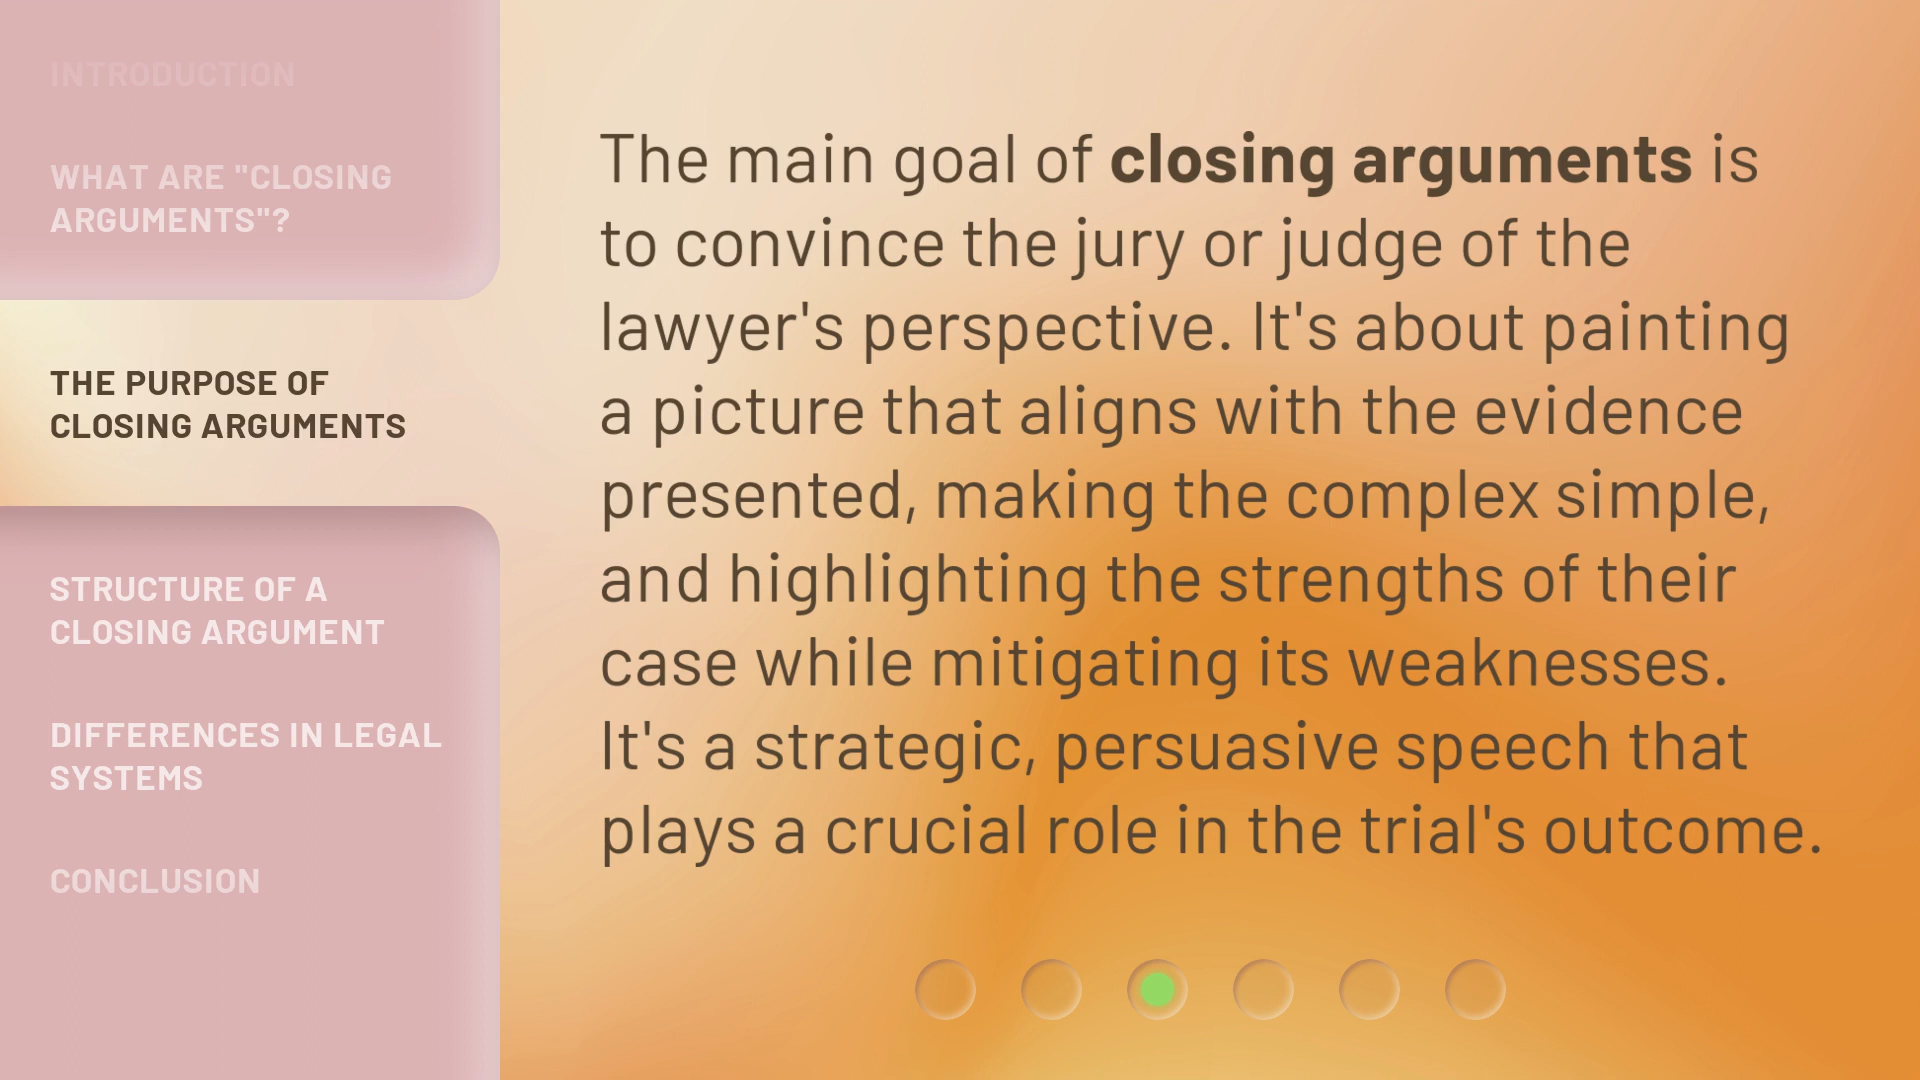 INTRODUCTION
WHAT ARE "CLOSING
ARGUMENTS"?
THE PURPOSE OF
CLOSING ARGUMENTS
STRUCTURE OF A
CLOSING ARGUMENT
DIFFERENCES IN LEGAL
SYSTEMS
CONCLUSION
The main goal of closing arguments is
to convince the jury or judge of the
lawyer's perspective. It's about painting
a picture that aligns with the evidence
presented, making the complex simple,
and highlighting the strengths of their
case while mitigating its weaknesses.
It's a strategic, persuasive speech that
plays a crucial role in the trial's outcome.